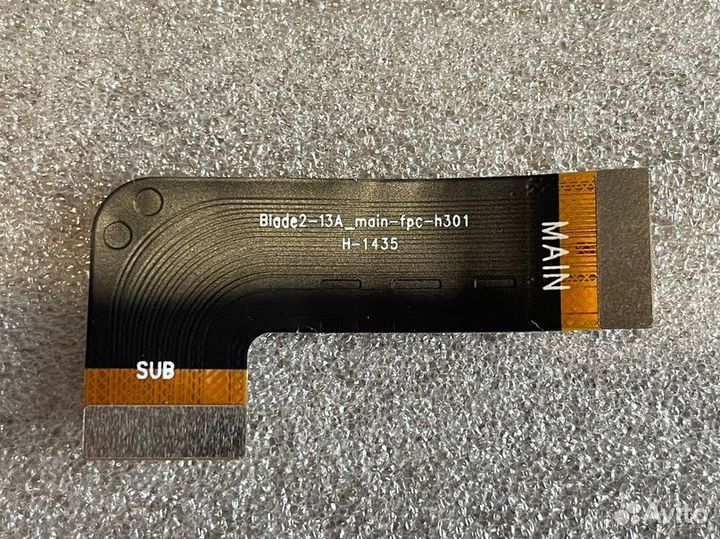 Blade2-13A_main-fpc-h301
H-1435
MAIN
SUB
Avito